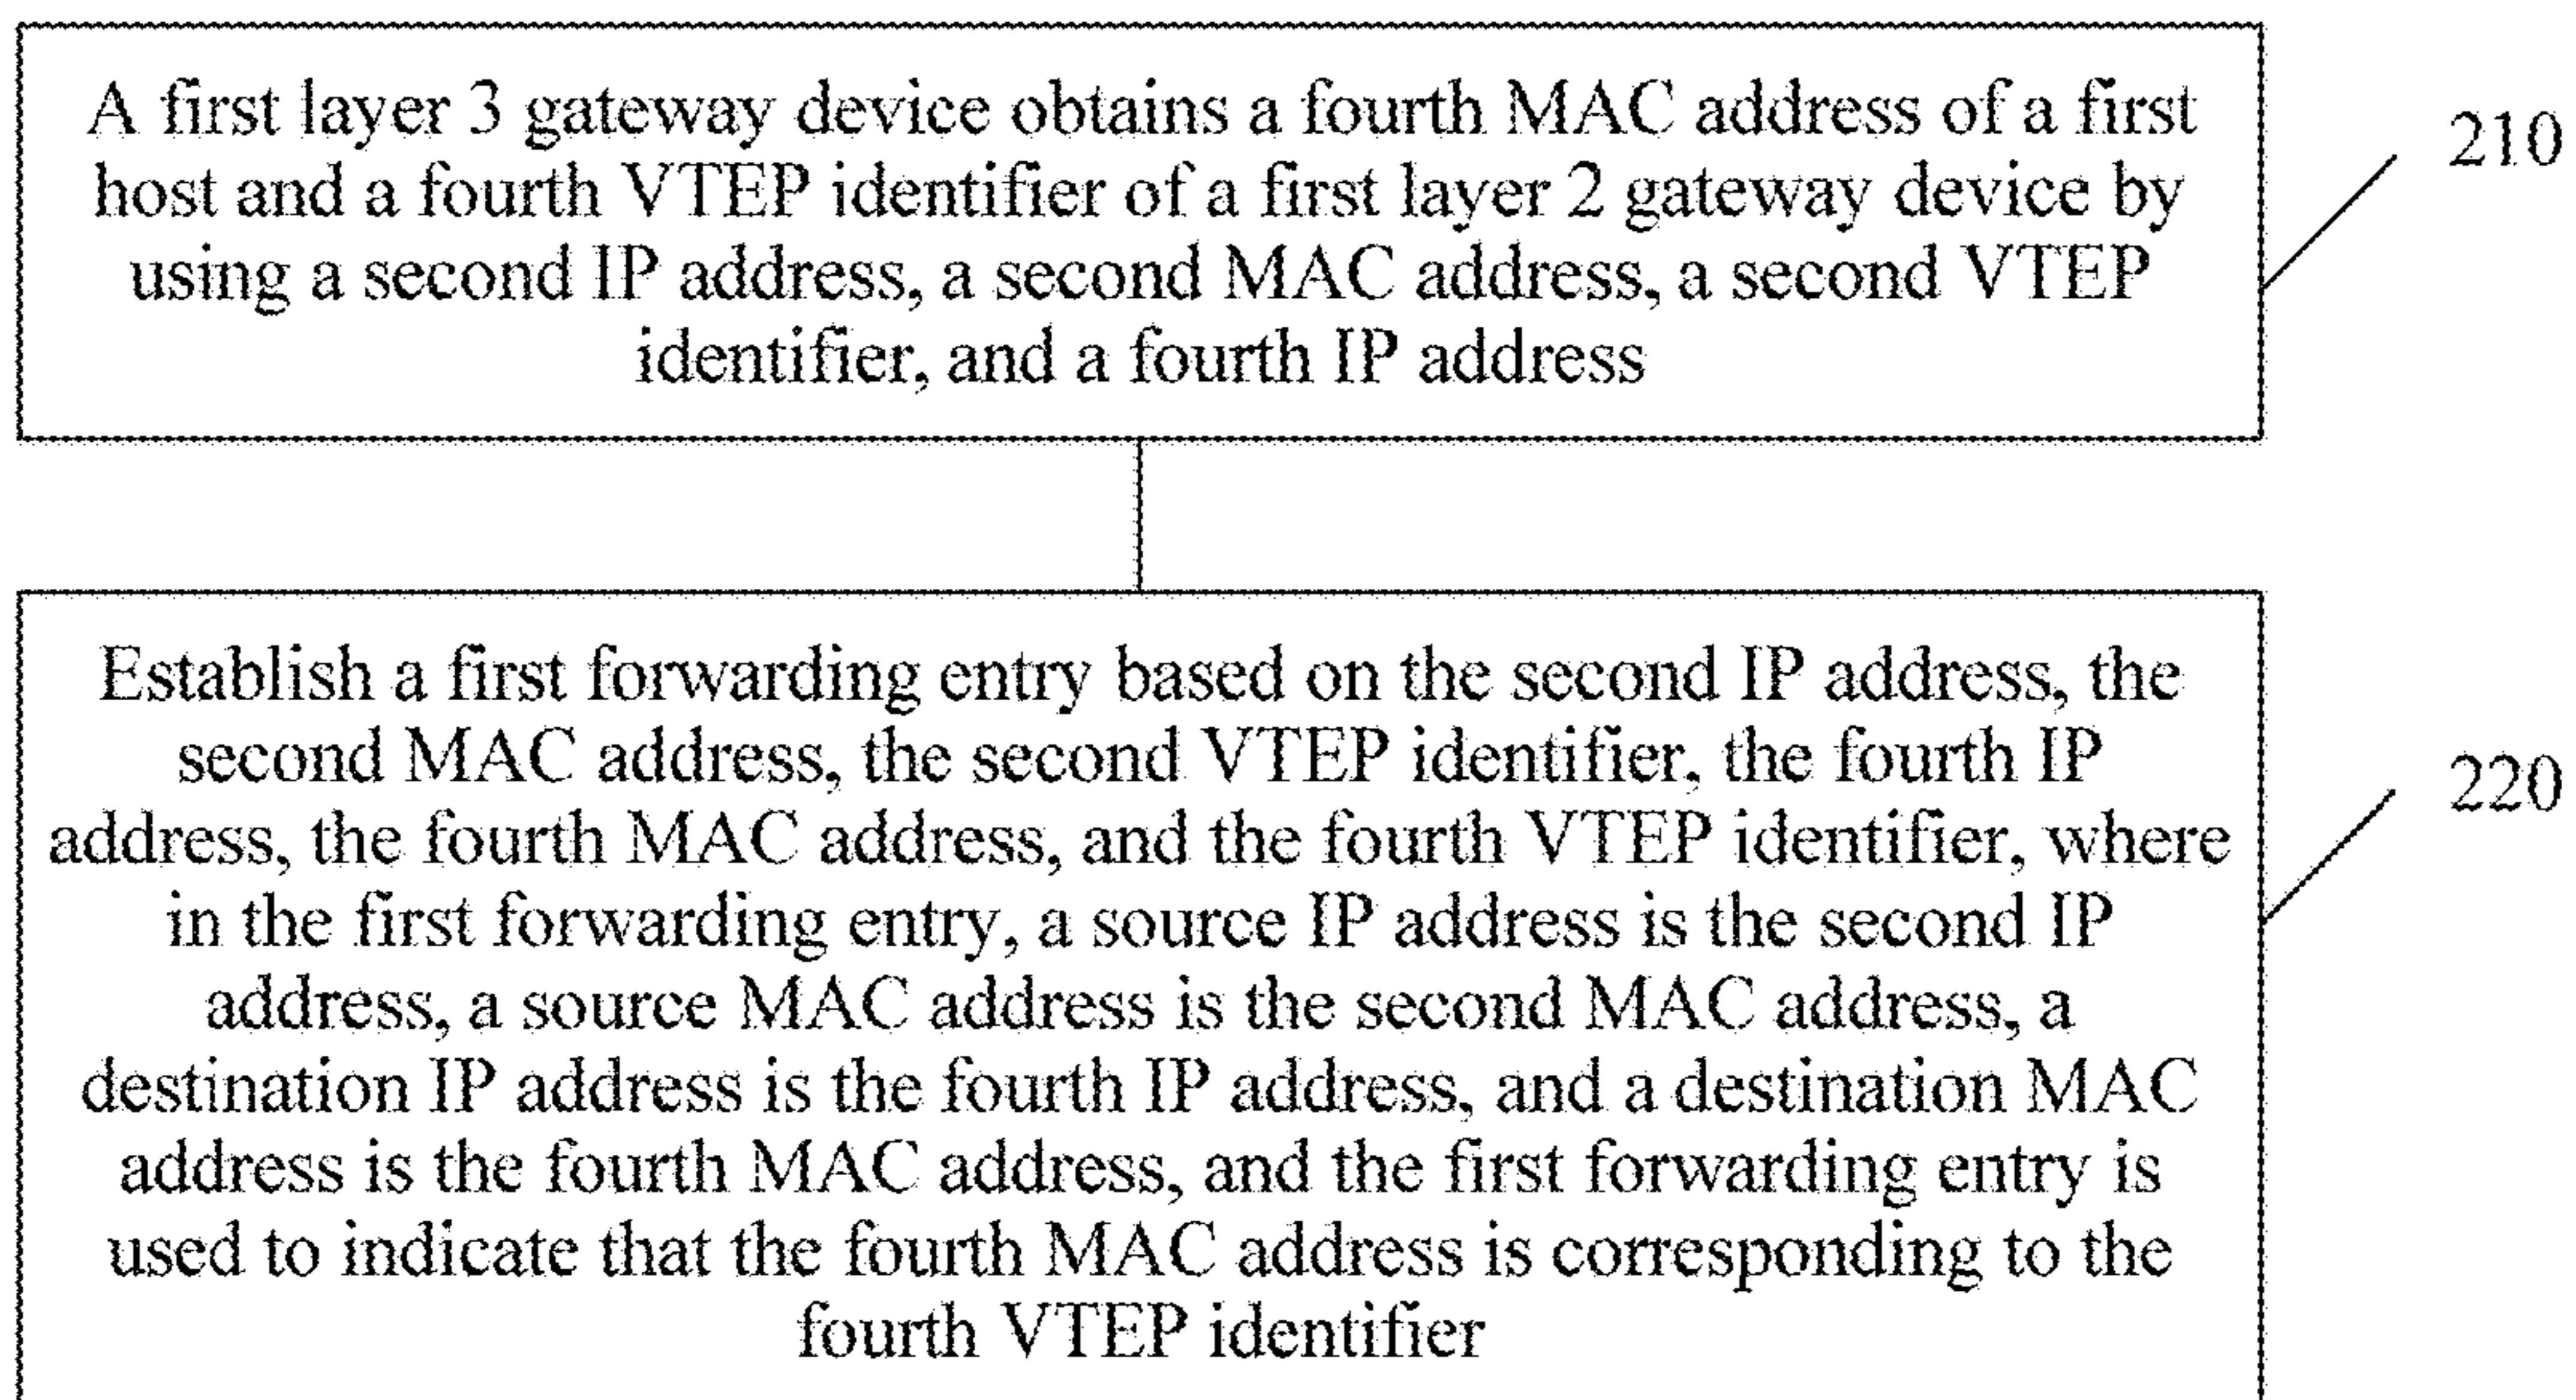 A first layer 3 gateway device obtains a fourth MAC address of a first
host and a fourth VTEP identifier of a first layer 2 gateway device by
using a second IP address, a second MAC address, a second VTEP
identifier, and a fourth IP address
210
Establish a first forwarding entry based on the second IP address, the
second MAC address, the second VTEP identifier, the fourth IP
address, the fourth MAC address, and the fourth VTEP identifier, where
in the first forwarding entry, a source IP address is the second IP
address, a source MAC address is the second MAC address, a
destination IP address is the fourth IP address, and a destination MAC
address is the fourth MAC address, and the first forwarding entry is
used to indicate that the fourth MAC address is corresponding to the
fourth VTEP identifier
220